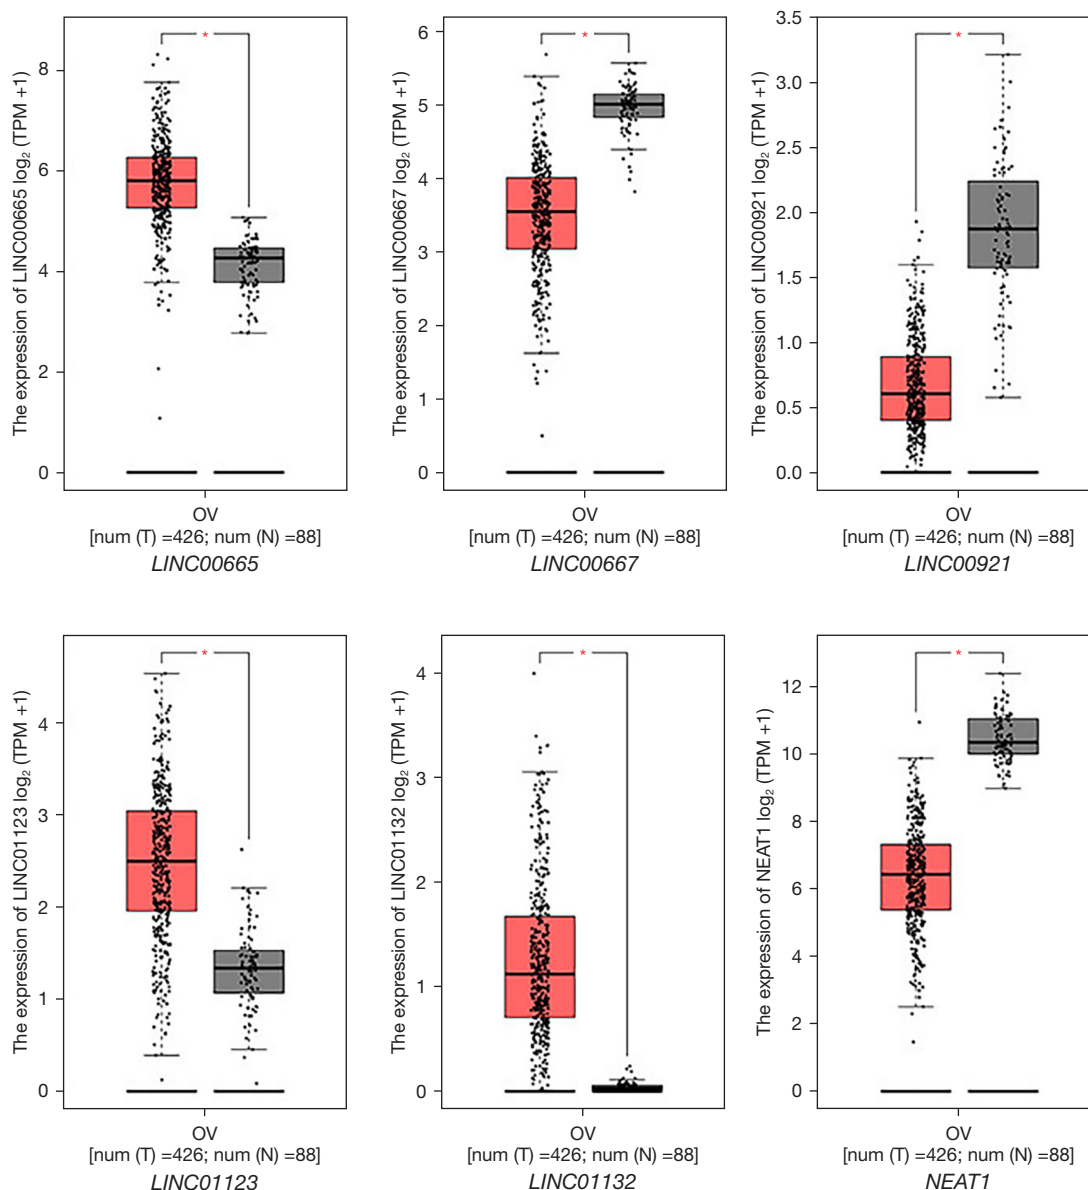 The expression of LINC00665 log₂ (TPM +1)
8
6
4
2
0
*
OV
[num (T) =426; num (N) =88]
LINC00665
The expression of LINC00667 log₂ (TPM +1)
6
5
4
3
2
1
0
*
OV
[num (T) =426; num (N) =88]
LINC00667
The expression of LINC00921 log₂ (TPM +1)
3.5
3.0
2.5
2.0
1.5
1.0
0.5
0.0
*
OV
[num (T) =426; num (N) =88]
LINC00921
The expression of LINC01123 log₂ (TPM +1)
4
3
2
1
0
*
OV
[num (T) =426; num (N) =88]
LINC01123
The expression of LINC01132 log₂ (TPM +1)
4
3
2
1
0
*
OV
[num (T) =426; num (N) =88]
LINC01132
The expression of NEAT1 log₂ (TPM +1)
12
10
8
6
4
2
0
*
OV
[num (T) =426; num (N) =88]
NEAT1